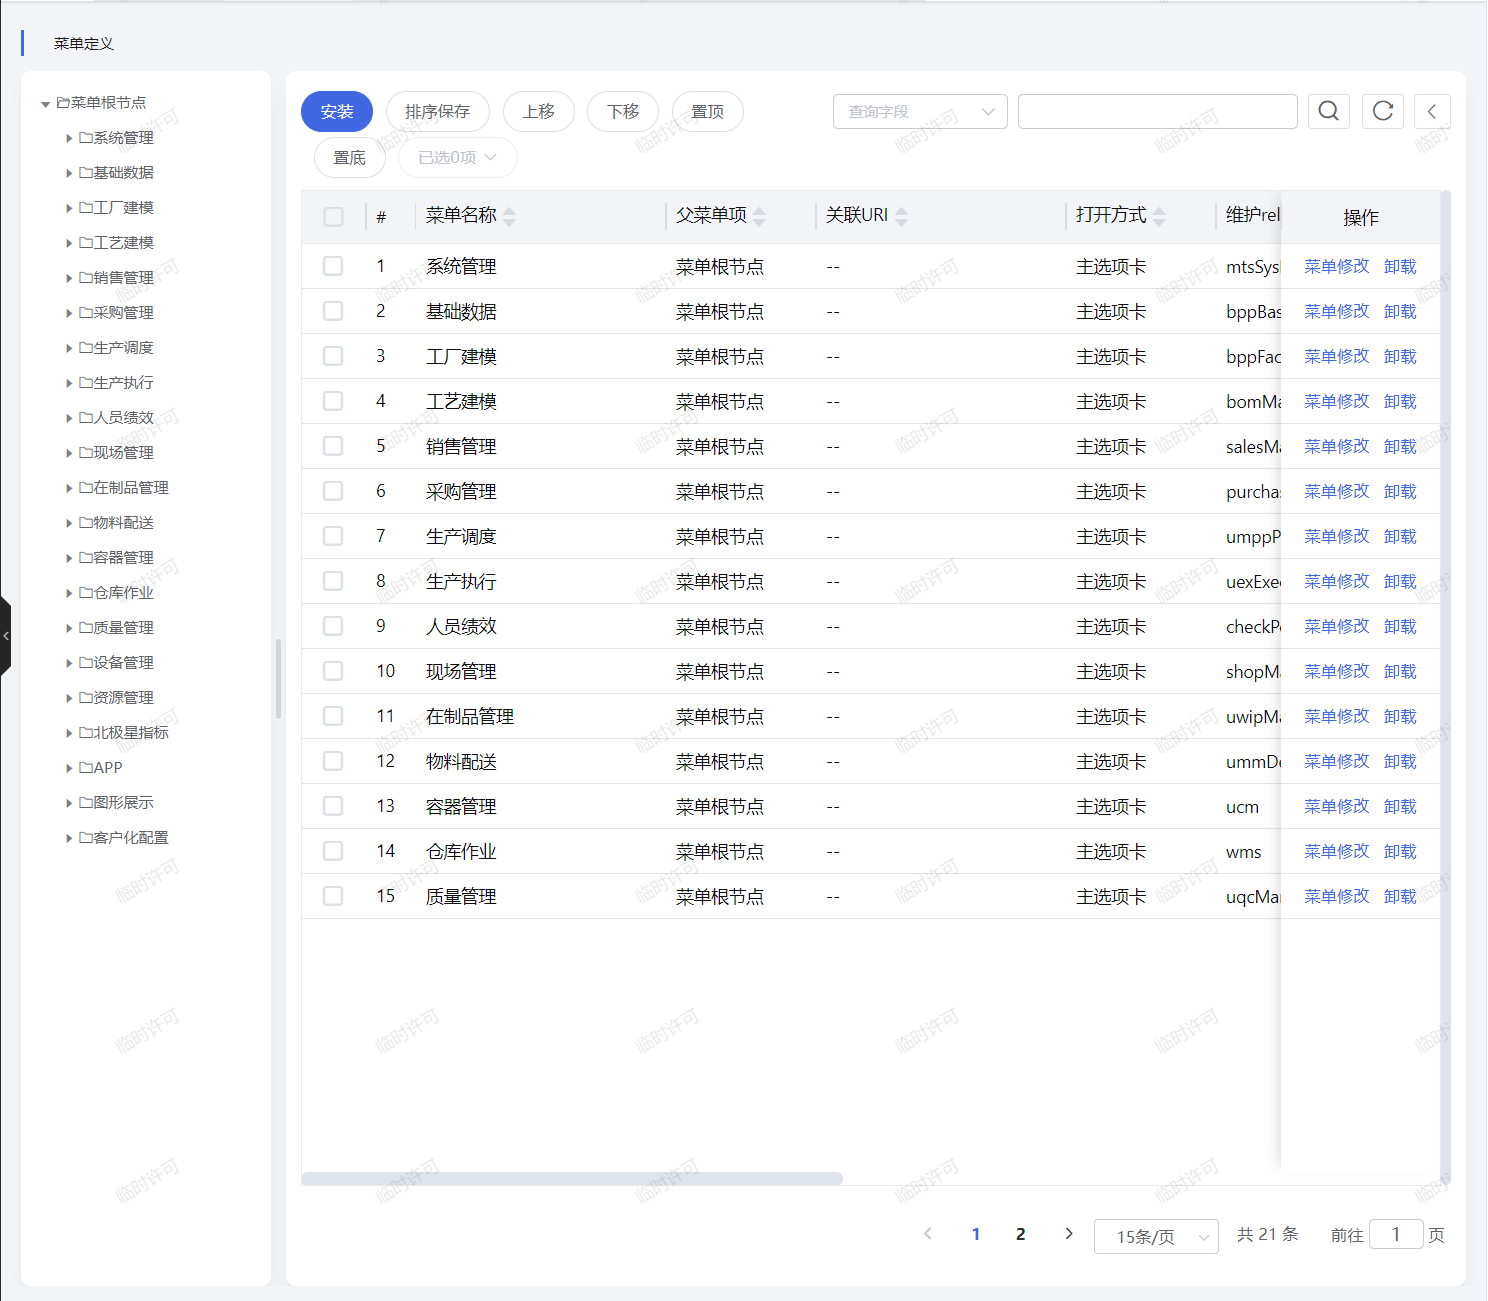 菜单定义
菜单根节点
系统管理
基础数据
工厂建模
工艺建模
销售管理
采购管理
生产调度
生产执行
人员绩效
现场管理
在制品管理
物料配送
容器管理
仓库作业
质量管理
设备管理
资源管理
北极星指标
APP
图形展示
客户化配置
安装 排序保存 上移 下移 置顶 查询字段
置底 已选0项
# 菜单名称 父菜单项 关联URI 打开方式 维护rel 操作
1 系统管理 菜单根节点 -- 主选项卡 mtsSys 菜单修改 卸载
2 基础数据 菜单根节点 -- 主选项卡 bppBas 菜单修改 卸载
3 工厂建模 菜单根节点 -- 主选项卡 bppFac 菜单修改 卸载
4 工艺建模 菜单根节点 -- 主选项卡 bomMa 菜单修改 卸载
5 销售管理 菜单根节点 -- 主选项卡 salesMa 菜单修改 卸载
6 采购管理 菜单根节点 -- 主选项卡 purchas 菜单修改 卸载
7 生产调度 菜单根节点 -- 主选项卡 umppP 菜单修改 卸载
8 生产执行 菜单根节点 -- 主选项卡 uexExe 菜单修改 卸载
9 人员绩效 菜单根节点 -- 主选项卡 checkP 菜单修改 卸载
10 现场管理 菜单根节点 -- 主选项卡 shopMa 菜单修改 卸载
11 在制品管理 菜单根节点 -- 主选项卡 uwipMa 菜单修改 卸载
12 物料配送 菜单根节点 -- 主选项卡 ummDe 菜单修改 卸载
13 容器管理 菜单根节点 -- 主选项卡 ucm 菜单修改 卸载
14 仓库作业 菜单根节点 -- 主选项卡 wms 菜单修改 卸载
15 质量管理 菜单根节点 -- 主选项卡 uqcMan 菜单修改 卸载
1 2 15条/页 共 21 条 前往 1 页
临时许可